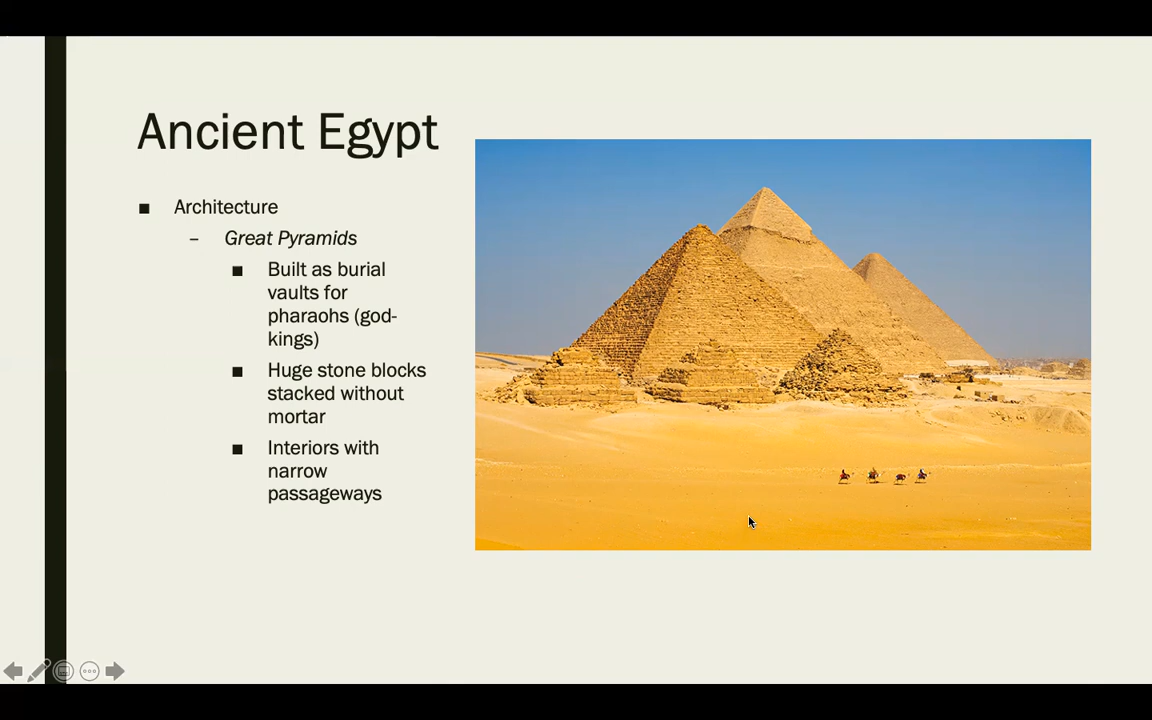 Ancient Egypt
■ Architecture
– Great Pyramids
■ Built as burial
vaults for
pharaohs (god-
kings)
■ Huge stone blocks
stacked without
mortar
■ Interiors with
narrow
passageways